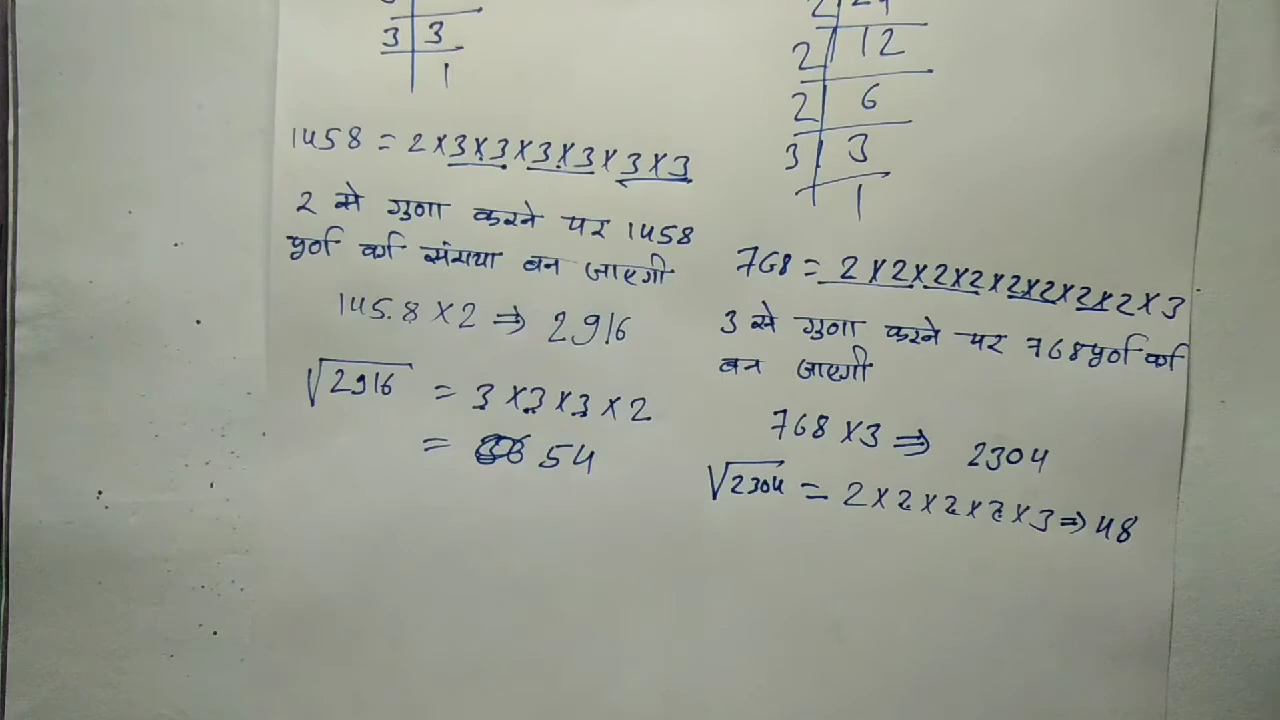 3 3
1
1458 = 2×3×3×3×3×3×3
2 से गुणा करने पर 1458
पूर्ण वर्ग संख्या बन जाएगी
1458 ×2 ⇒ 2916
√2916 = 3×3×3×2
= 54
2 12
2 6
3 3
1
768 = 2×2×2×2×2×2×2×2×3
3 से गुणा करने पर 768 पूर्ण वर्ग
बन जाएगी
768 ×3 ⇒ 2304
√2304 = 2×2×2×2×3 ⇒ 48